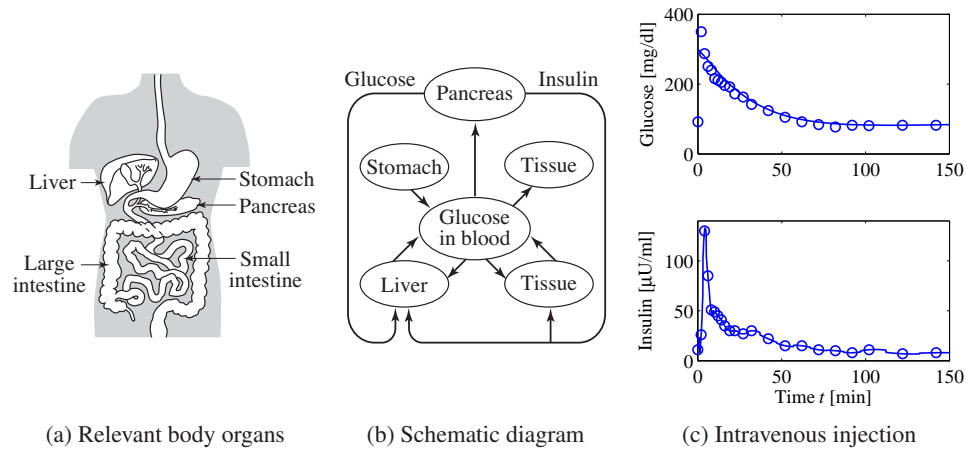 Liver
Stomach
Pancreas
Large
intestine
Small
intestine
(a) Relevant body organs
Glucose
Insulin
Pancreas
Stomach
Tissue
Glucose
in blood
Liver
Tissue
(b) Schematic diagram
400
200
0
0 50 100 150
Glucose [mg/dl]
100
50
0
0 50 100 150
Insulin [µU/ml]
Time t [min]
(c) Intravenous injection